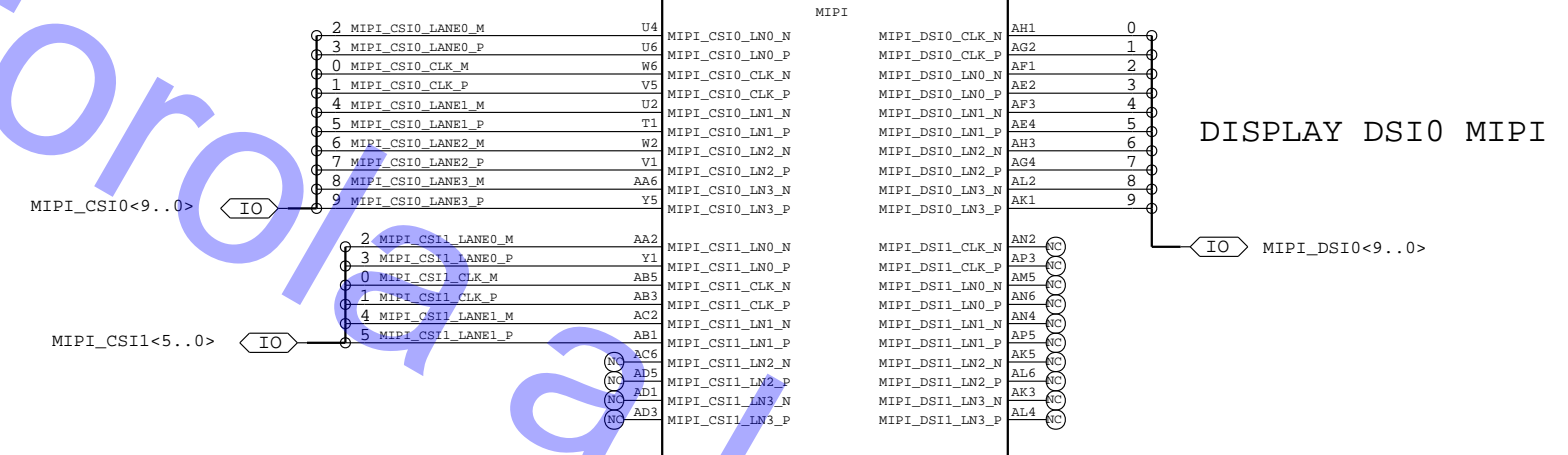 MIPI
2 MIPI_CSI0_LANE0_M U4 MIPI_CSI0_LN0_N MIPI_DSI0_CLK_N AH1 0
3 MIPI_CSI0_LANE0_P U6 MIPI_CSI0_LN0_P MIPI_DSI0_CLK_P AG2 1
0 MIPI_CSI0_CLK_M W6 MIPI_CSI0_CLK_N MIPI_DSI0_LN0_N AF1 2
1 MIPI_CSI0_CLK_P V5 MIPI_CSI0_CLK_P MIPI_DSI0_LN0_P AE2 3
4 MIPI_CSI0_LANE1_M U2 MIPI_CSI0_LN1_N MIPI_DSI0_LN1_N AF3 4
5 MIPI_CSI0_LANE1_P T1 MIPI_CSI0_LN1_P MIPI_DSI0_LN1_P AE4 5
DISPLAY DSI0 MIPI
6 MIPI_CSI0_LANE2_M W2 MIPI_CSI0_LN2_N MIPI_DSI0_LN2_N AH3 6
7 MIPI_CSI0_LANE2_P V1 MIPI_CSI0_LN2_P MIPI_DSI0_LN2_P AG4 7
8 MIPI_CSI0_LANE3_M AA6 MIPI_CSI0_LN3_N MIPI_DSI0_LN3_N AL2 8
9 MIPI_CSI0_LANE3_P Y5 MIPI_CSI0_LN3_P MIPI_DSI0_LN3_P AK1 9
MIPI_CSI0<9..0> IO
2 MIPI_CSI1_LANE0_M AA2 MIPI_CSI1_LN0_N MIPI_DSI1_CLK_N AN2 NC
IO MIPI_DSI0<9..0>
3 MIPI_CSI1_LANE0_P Y1 MIPI_CSI1_LN0_P MIPI_DSI1_CLK_P AP3 NC
0 MIPI_CSI1_CLK_M AB5 MIPI_CSI1_CLK_N MIPI_DSI1_LN0_N AM5 NC
1 MIPI_CSI1_CLK_P AB3 MIPI_CSI1_CLK_P MIPI_DSI1_LN0_P AN6 NC
4 MIPI_CSI1_LANE1_M AC2 MIPI_CSI1_LN1_N MIPI_DSI1_LN1_N AN4 NC
5 MIPI_CSI1_LANE1_P AB1 MIPI_CSI1_LN1_P MIPI_DSI1_LN1_P AP5 NC
MIPI_CSI1<5..0> IO
NC AC6 MIPI_CSI1_LN2_N MIPI_DSI1_LN2_N AK5 NC
NC AD5 MIPI_CSI1_LN2_P MIPI_DSI1_LN2_P AL6 NC
NC AD1 MIPI_CSI1_LN3_N MIPI_DSI1_LN3_N AK3 NC
NC AD3 MIPI_CSI1_LN3_P MIPI_DSI1_LN3_P AL4 NC